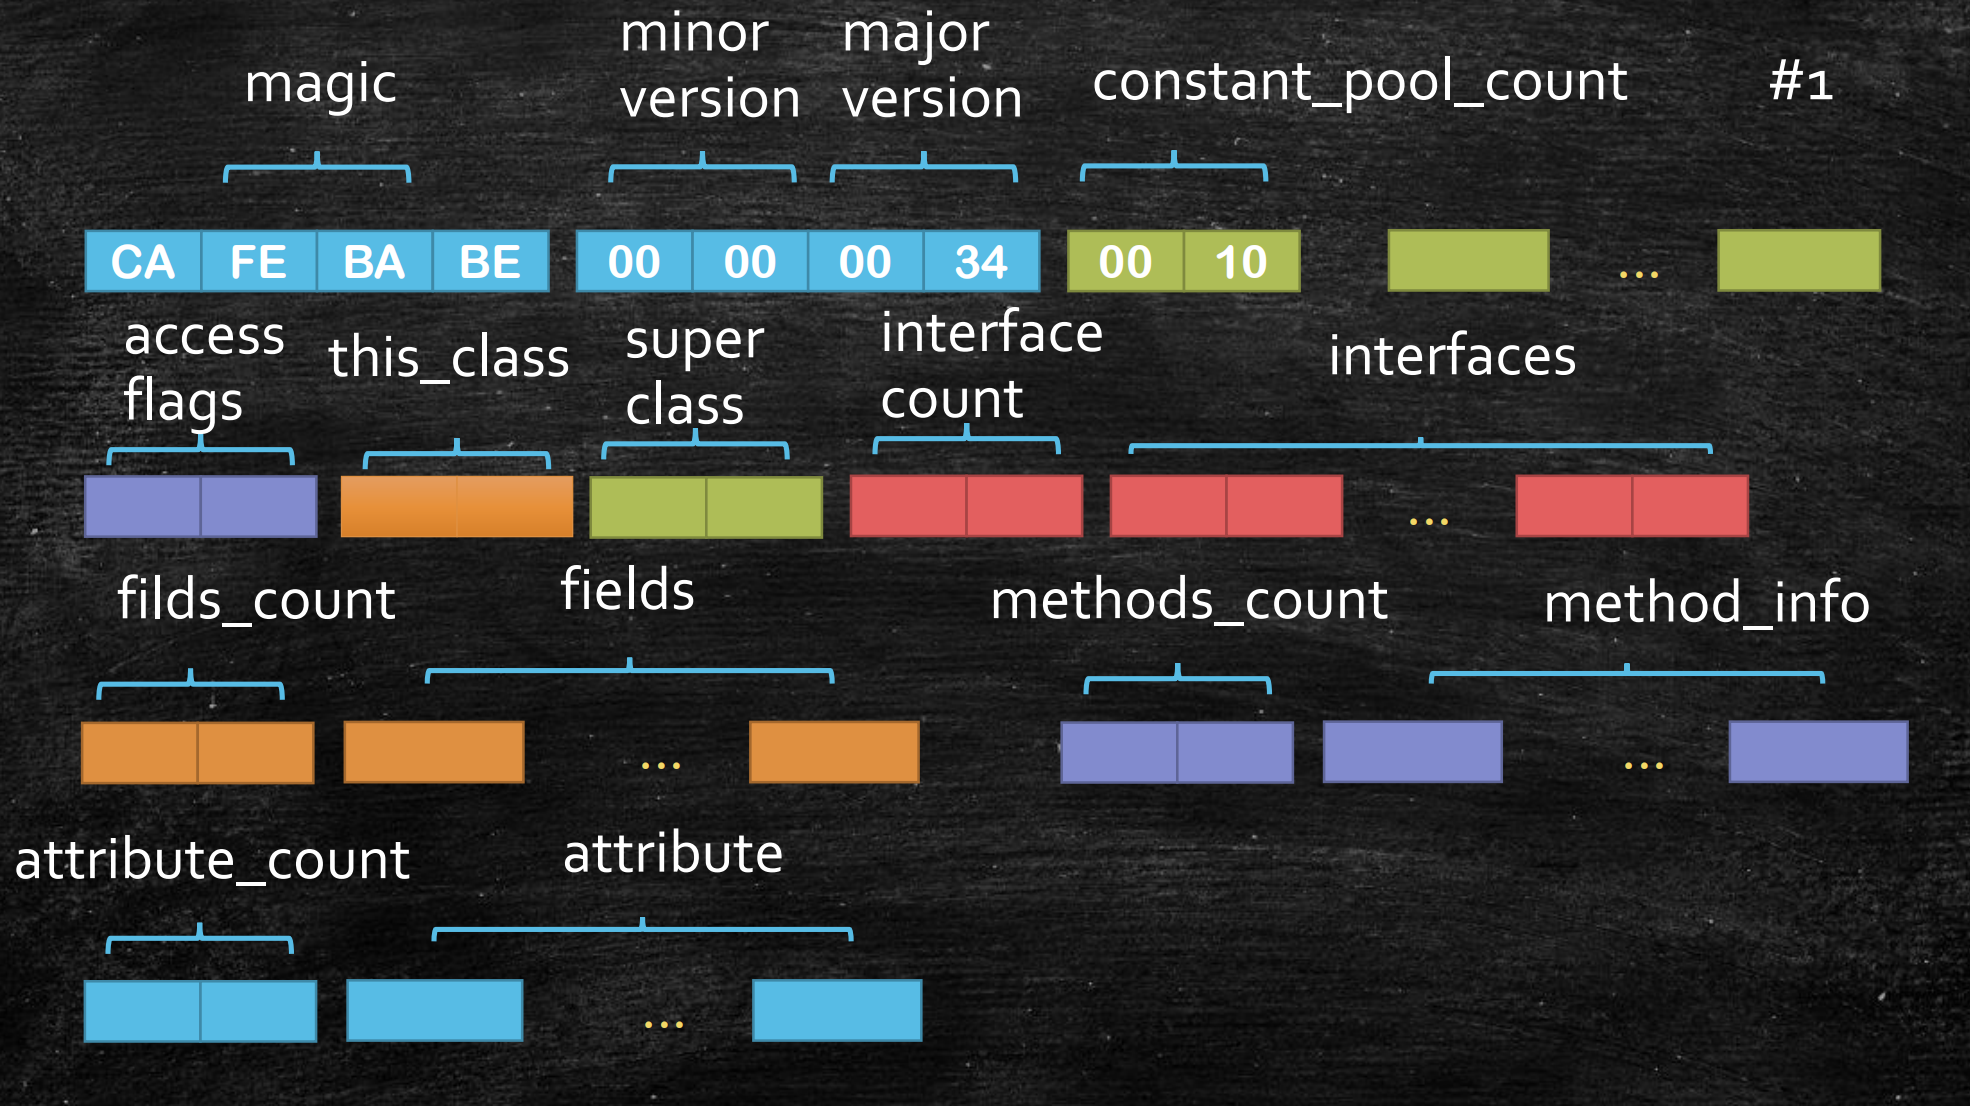 magic
minor
version
major
version
constant_pool_count
#1
CA FE BA BE 00 00 00 34 00 10 ...
access
flags
this_class
super
class
interface
count
interfaces
...
filds_count
fields
methods_count
method_info
... ...
attribute_count
attribute
...